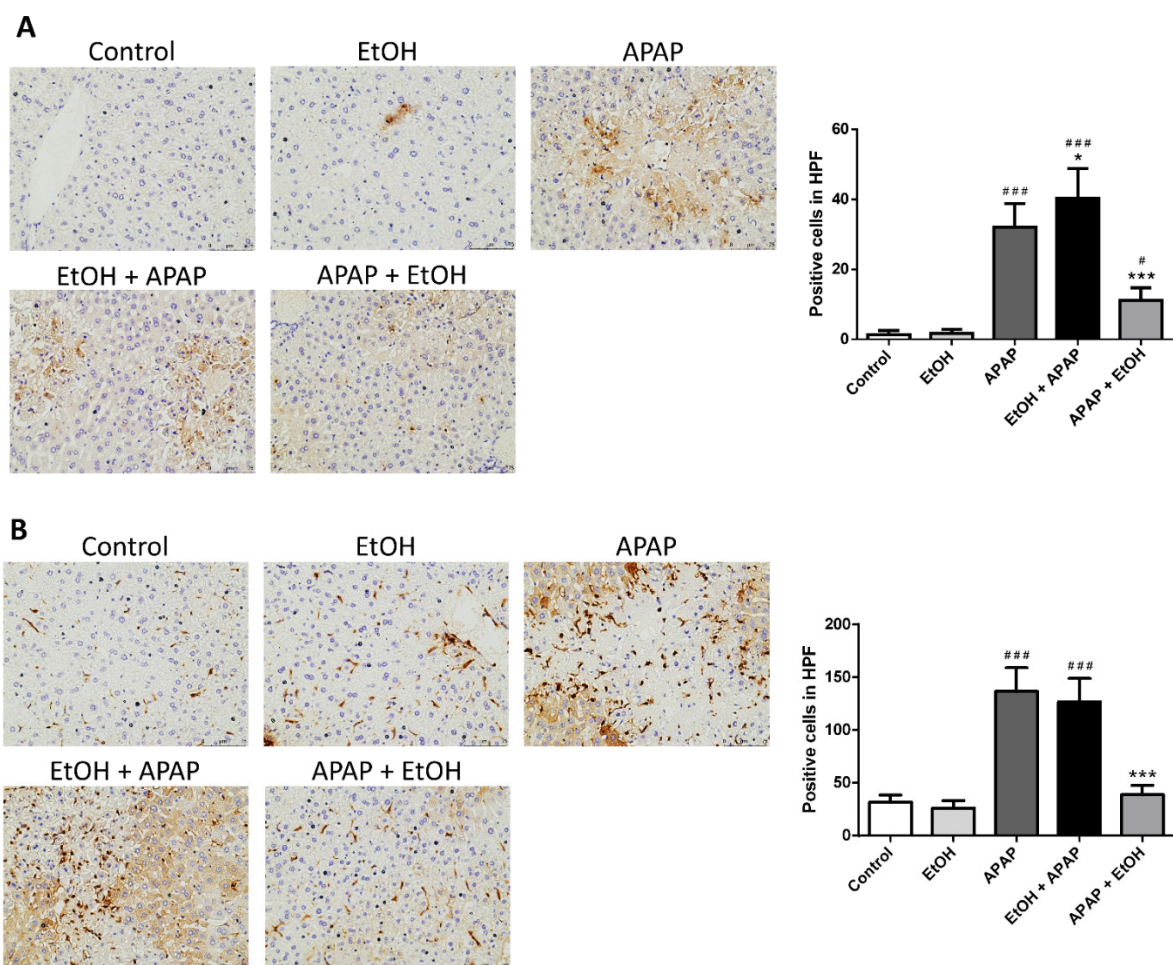 A
Control
EtOH
APAP
EtOH + APAP
APAP + EtOH
Positive cells in HPF
60
40
20
0
###
###
*
#
***
Control
EtOH
APAP
EtOH + APAP
APAP + EtOH
B
Control
EtOH
APAP
EtOH + APAP
APAP + EtOH
Positive cells in HPF
200
150
100
50
0
###
###
***
Control
EtOH
APAP
EtOH + APAP
APAP + EtOH